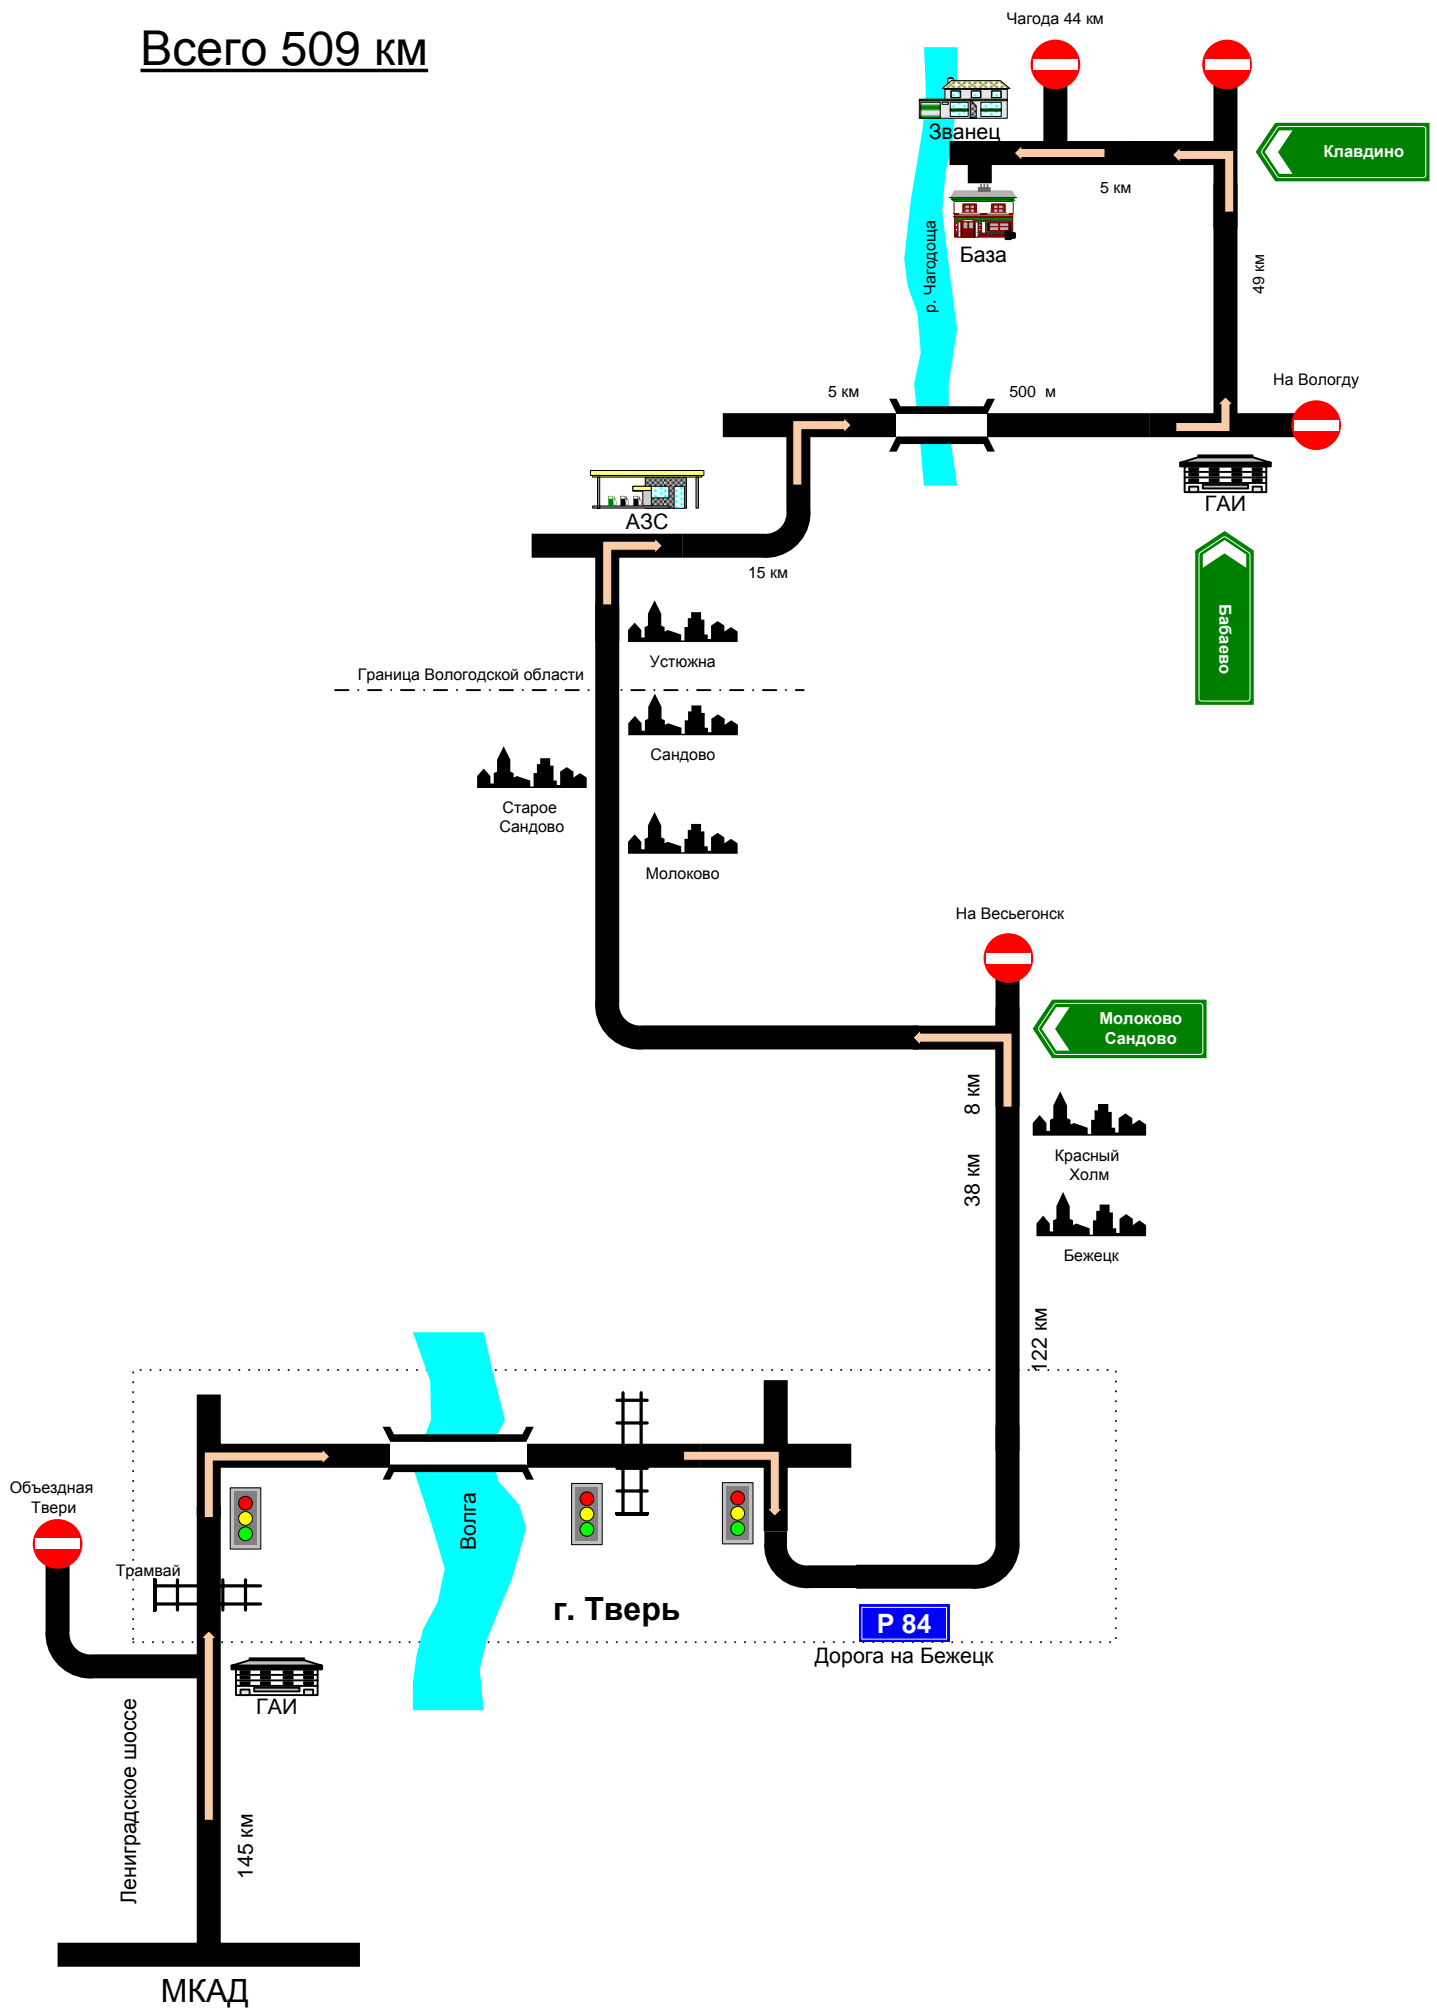 Всего 509 км
Чагода 44 км
Званец
Клавдино
5 км
База
р. Чагодоща
49 км
На Вологду
5 км
500 м
ГАИ
АЗС
15 км
Бабаево
Устюжна
Граница Вологодской области
Сандово
Старое
Сандово
Молоково
На Весьегонск
Молоково
Сандово
8 км
Красный
Холм
38 км
Бежецк
122 км
Объездная
Твери
Волга
Трамвай
г. Тверь
Р 84
Дорога на Бежецк
ГАИ
Лениградское шоссе
145 км
МКАД